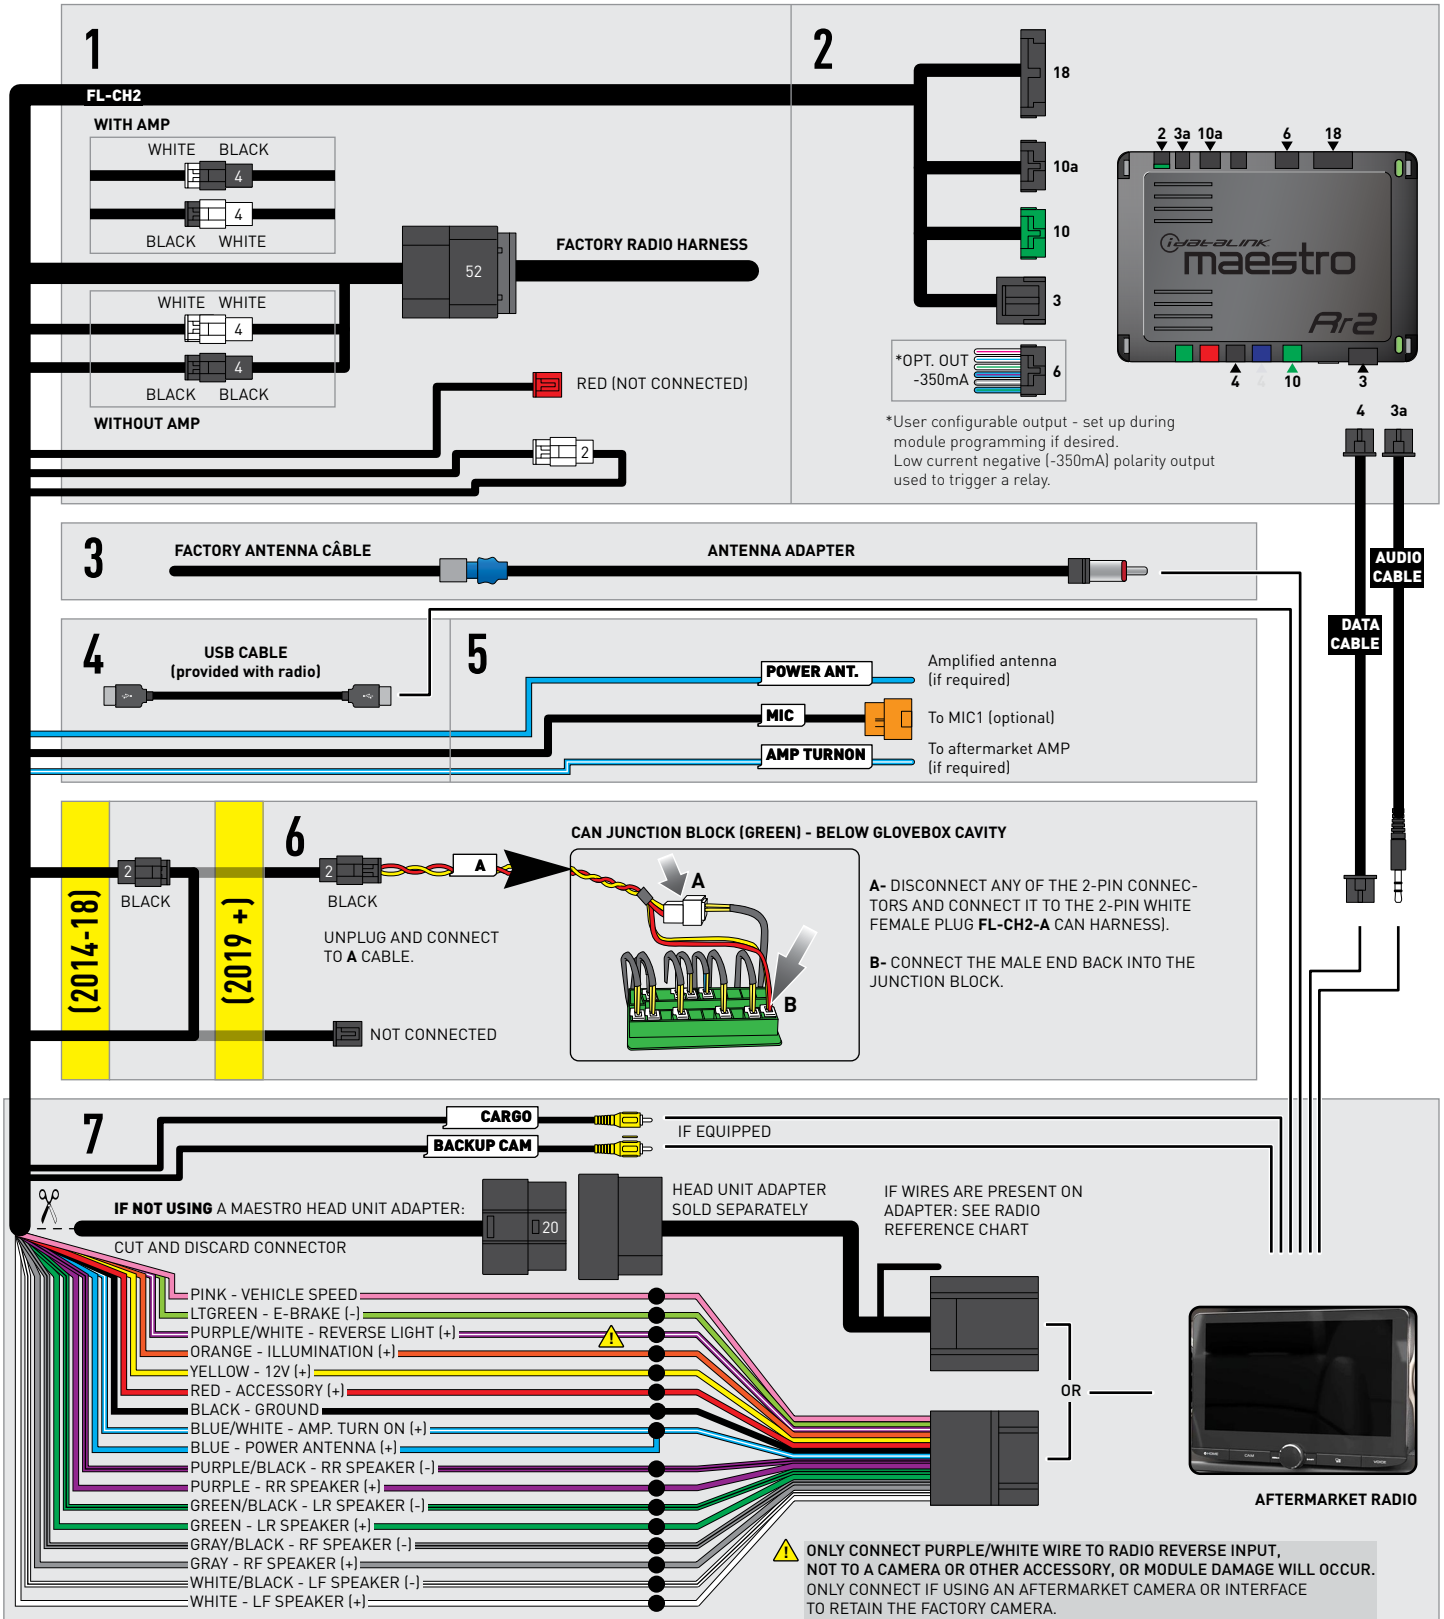 1
FL-CH2
WITH AMP
WHITE BLACK
4
4
BLACK WHITE
52
FACTORY RADIO HARNESS
WHITE WHITE
4
4
BLACK BLACK
WITHOUT AMP
RED (NOT CONNECTED)
2
2
18
10a
10
3
*OPT. OUT
-350mA
6
*User configurable output - set up during
module programming if desired.
Low current negative (-350mA) polarity output
used to trigger a relay.
2 3a 10a 6 18
idataLink
maestro
Rr2
4 4 10 3
4 3a
AUDIO
CABLE
DATA
CABLE
3
FACTORY ANTENNA CÂBLE
ANTENNA ADAPTER
4
USB CABLE
(provided with radio)
5
POWER ANT.
Amplified antenna
(if required)
MIC
To MIC1 (optional)
AMP TURNON
To aftermarket AMP
(if required)
(2014-18)
2
BLACK
(2019 +)
6
2
BLACK
A
UNPLUG AND CONNECT
TO A CABLE.
NOT CONNECTED
CAN JUNCTION BLOCK (GREEN) - BELOW GLOVEBOX CAVITY
A
B
A- DISCONNECT ANY OF THE 2-PIN CONNEC-
TORS AND CONNECT IT TO THE 2-PIN WHITE
FEMALE PLUG FL-CH2-A CAN HARNESS).
B- CONNECT THE MALE END BACK INTO THE
JUNCTION BLOCK.
7
CARGO
BACKUP CAM
IF EQUIPPED
IF NOT USING A MAESTRO HEAD UNIT ADAPTER:
CUT AND DISCARD CONNECTOR
20
HEAD UNIT ADAPTER
SOLD SEPARATELY
IF WIRES ARE PRESENT ON
ADAPTER: SEE RADIO
REFERENCE CHART
PINK - VEHICLE SPEED
LTGREEN - E-BRAKE (-)
PURPLE/WHITE - REVERSE LIGHT (+)
ORANGE - ILLUMINATION (+)
YELLOW - 12V (+)
RED - ACCESSORY (+)
BLACK - GROUND
BLUE/WHITE - AMP. TURN ON (+)
BLUE - POWER ANTENNA (+)
PURPLE/BLACK - RR SPEAKER (-)
PURPLE - RR SPEAKER (+)
GREEN/BLACK - LR SPEAKER (-)
GREEN - LR SPEAKER (+)
GRAY/BLACK - RF SPEAKER (-)
GRAY - RF SPEAKER (+)
WHITE/BLACK - LF SPEAKER (-)
WHITE - LF SPEAKER (+)
OR
HOME CAM VOICE
AFTERMARKET RADIO
ONLY CONNECT PURPLE/WHITE WIRE TO RADIO REVERSE INPUT,
NOT TO A CAMERA OR OTHER ACCESSORY, OR MODULE DAMAGE WILL OCCUR.
ONLY CONNECT IF USING AN AFTERMARKET CAMERA OR INTERFACE
TO RETAIN THE FACTORY CAMERA.